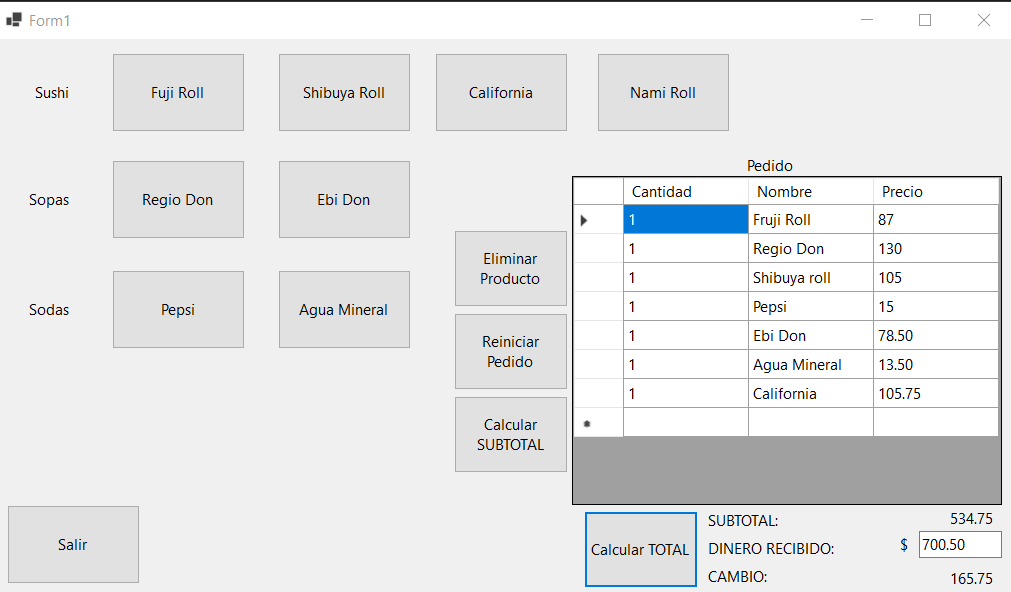 Form1
Sushi
Fuji Roll
Shibuya Roll
California
Nami Roll
Sopas
Regio Don
Ebi Don
Sodas
Pepsi
Agua Mineral
Eliminar
Producto
Reiniciar
Pedido
Calcular
SUBTOTAL
Pedido
Cantidad Nombre Precio
1 Fruji Roll 87
1 Regio Don 130
1 Shibuya roll 105
1 Pepsi 15
1 Ebi Don 78.50
1 Agua Mineral 13.50
1 California 105.75
Salir
Calcular TOTAL
SUBTOTAL: 534.75
DINERO RECIBIDO: $ 700.50
CAMBIO: 165.75